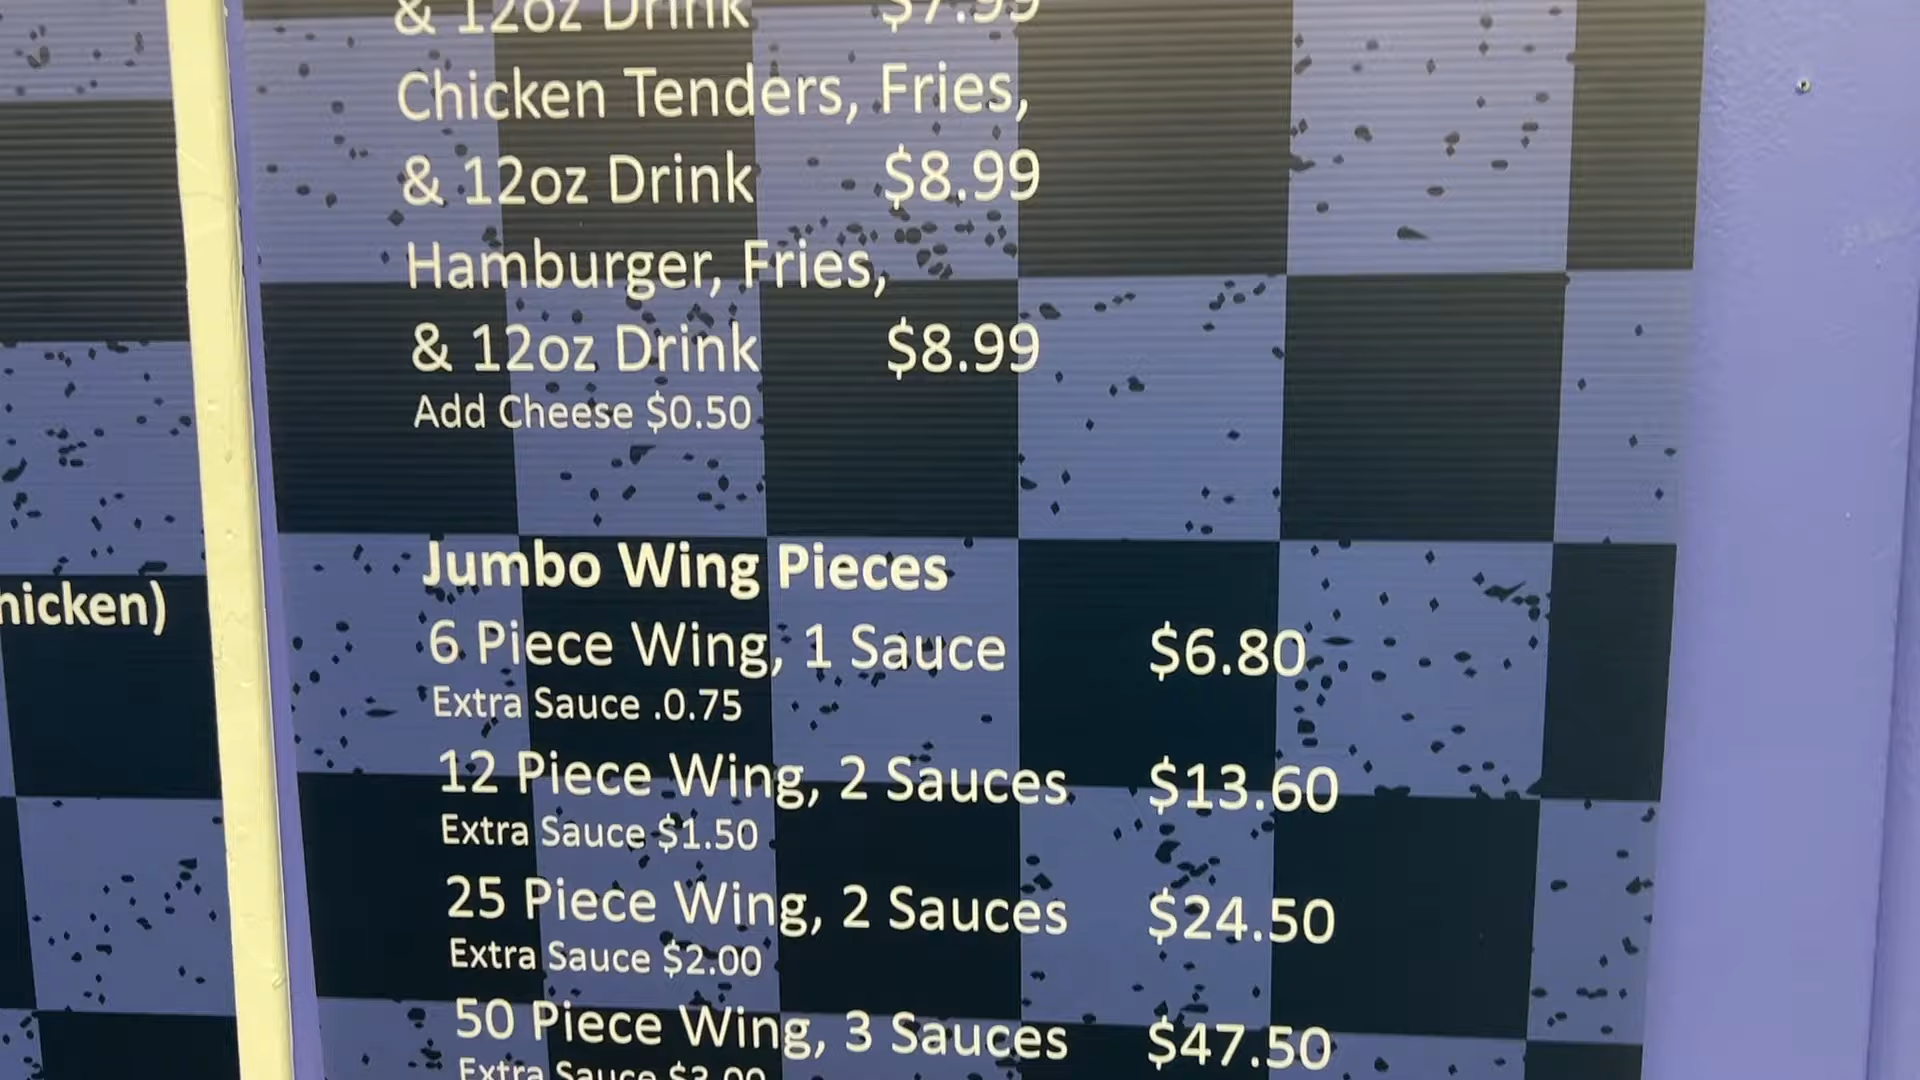 & 12oz Drink $7.99
Chicken Tenders, Fries,
& 12oz Drink $8.99
Hamburger, Fries,
& 12oz Drink $8.99
Add Cheese $0.50
hicken)
Jumbo Wing Pieces
6 Piece Wing, 1 Sauce $6.80
Extra Sauce .0.75
12 Piece Wing, 2 Sauces $13.60
Extra Sauce $1.50
25 Piece Wing, 2 Sauces $24.50
Extra Sauce $2.00
50 Piece Wing, 3 Sauces $47.50
Extra Sauce $3.00